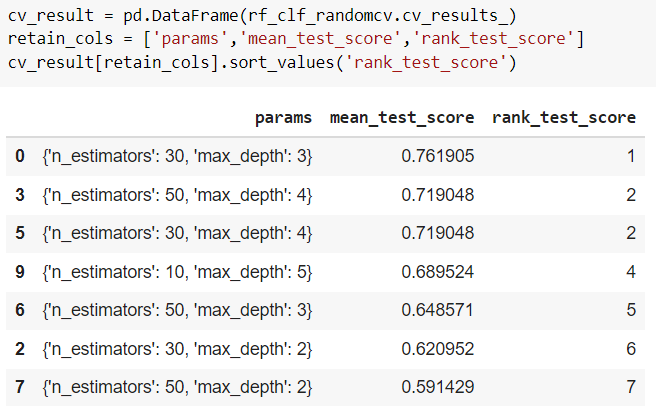 cv_result = pd.DataFrame(rf_clf_randomcv.cv_results_)
retain_cols = ['params','mean_test_score','rank_test_score']
cv_result[retain_cols].sort_values('rank_test_score')
params mean_test_score rank_test_score
0 {'n_estimators': 30, 'max_depth': 3} 0.761905 1
3 {'n_estimators': 50, 'max_depth': 4} 0.719048 2
5 {'n_estimators': 30, 'max_depth': 4} 0.719048 2
9 {'n_estimators': 10, 'max_depth': 5} 0.689524 4
6 {'n_estimators': 50, 'max_depth': 3} 0.648571 5
2 {'n_estimators': 30, 'max_depth': 2} 0.620952 6
7 {'n_estimators': 50, 'max_depth': 2} 0.591429 7